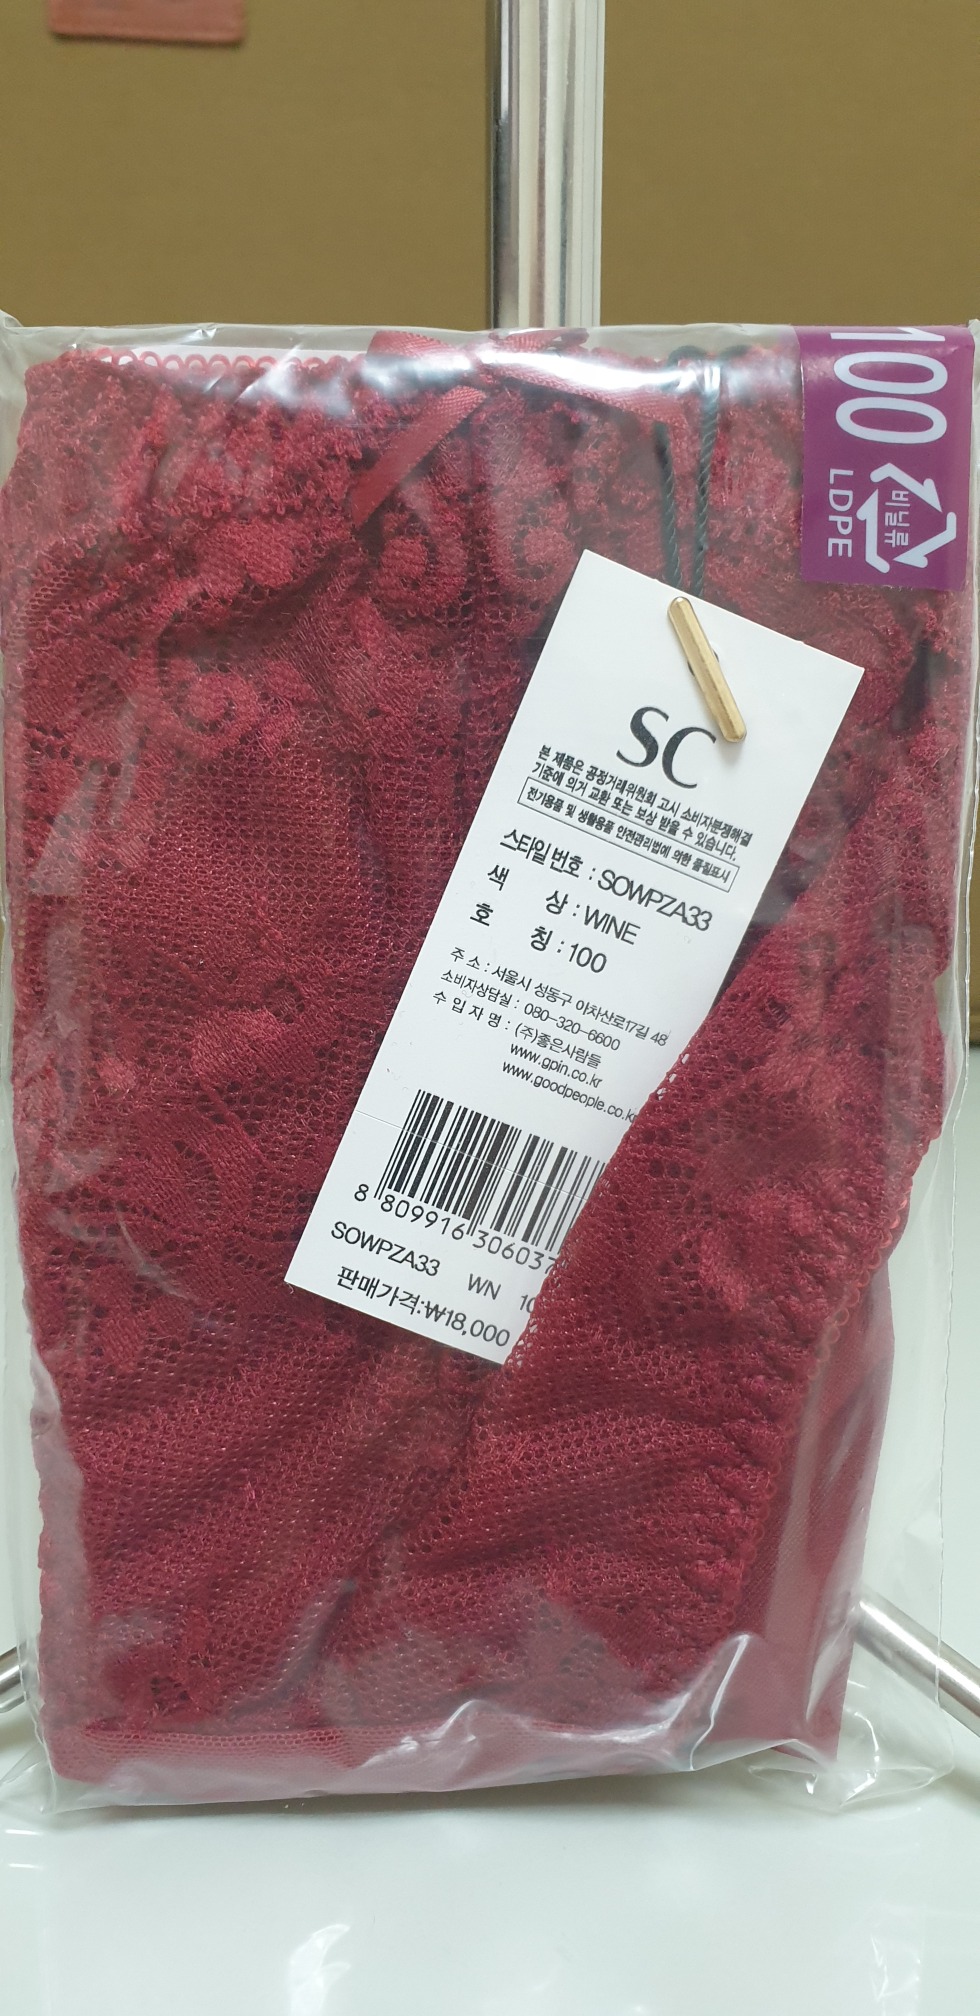 100
LDPE
비닐류
SC
본 제품은 공정거래위원회 고시 소비자분쟁해결
기준에 의거 교환 또는 보상 받을 수 있습니다.
전기용품 및 생활용품 안전관리법에 의한 품질표시
스타일번호 : SOWPZA33
색 상 : WINE
호 칭 : 100
주 소 : 서울시 성동구 아차산로17길 48
소비자상담실 : 080-320-6600
수 입 자 명 : (주)좋은사람들
www.gpin.co.kr
www.goodpeople.co.kr
8 809916 306037
SOWPZA33 WN 10
판매가격:₩18,000